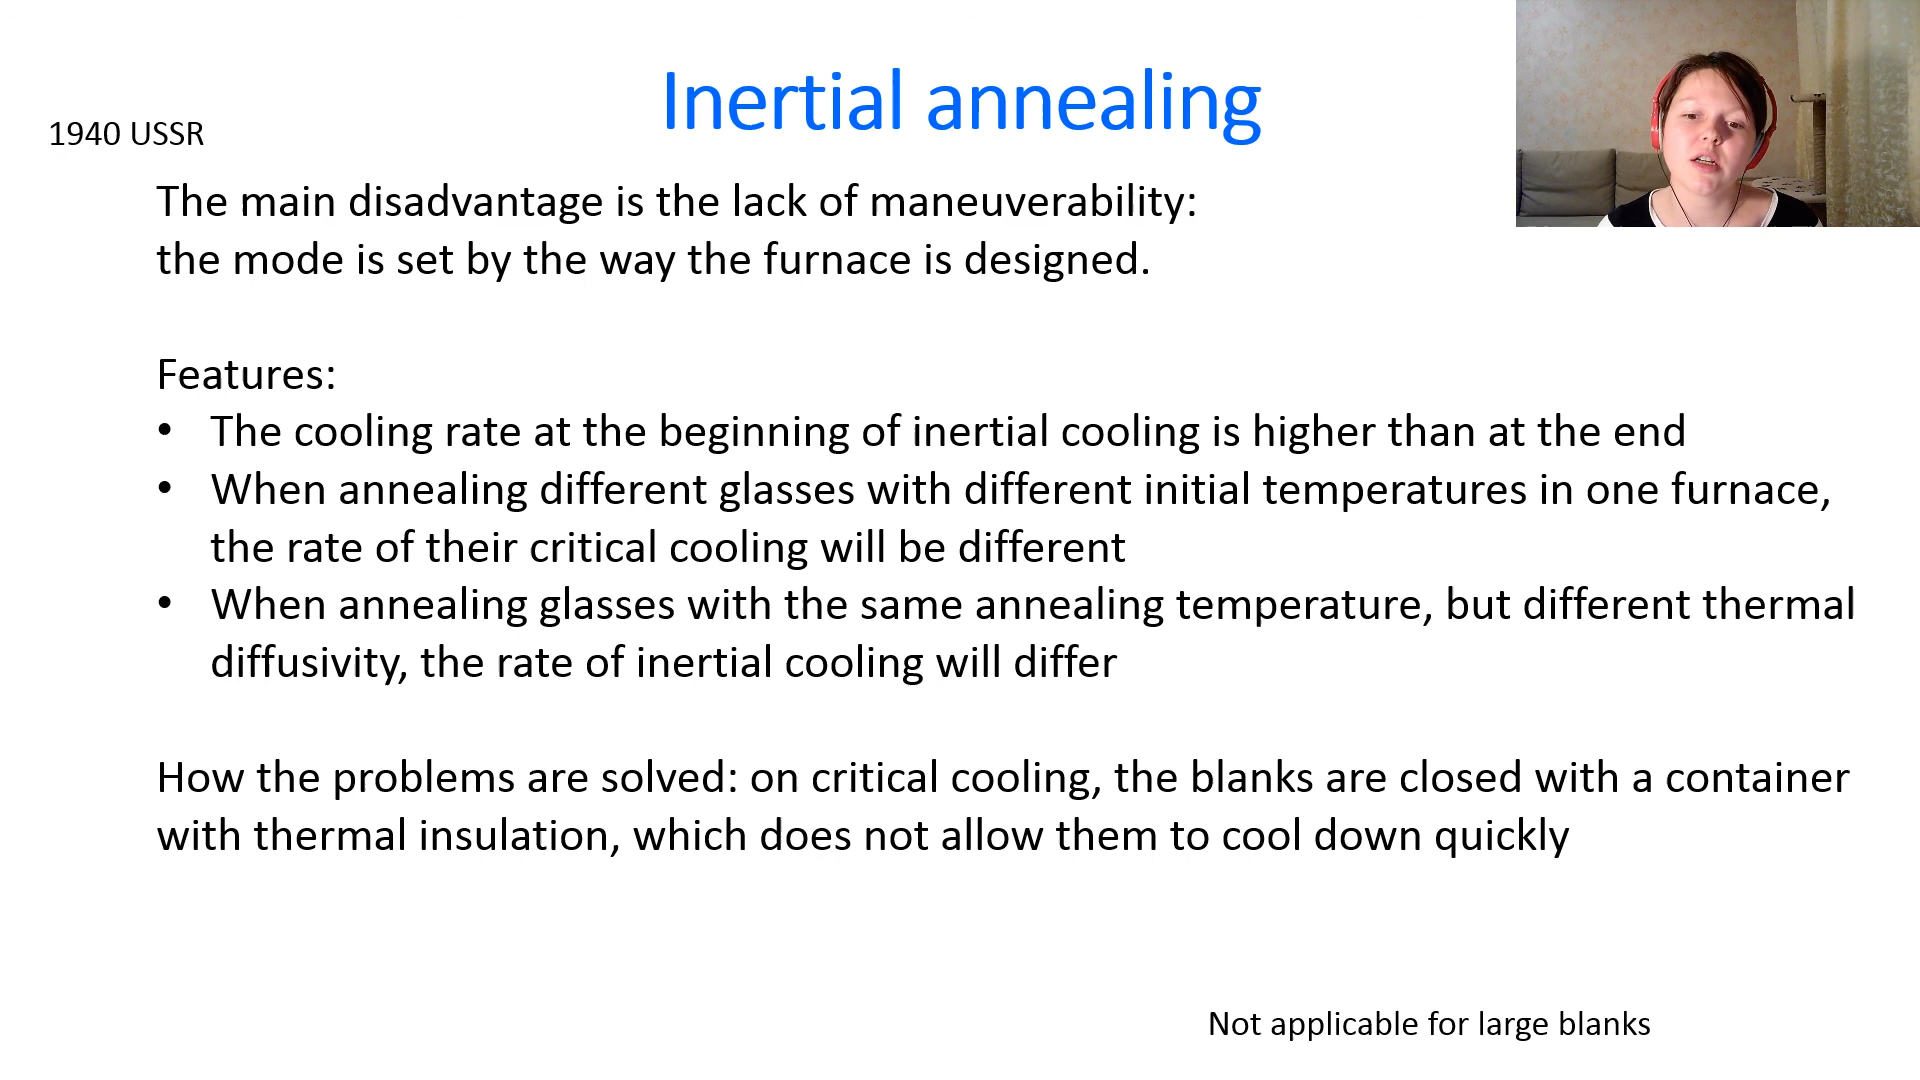 Inertial annealing
1940 USSR
The main disadvantage is the lack of maneuverability:
the mode is set by the way the furnace is designed.
Features:
• The cooling rate at the beginning of inertial cooling is higher than at the end
• When annealing different glasses with different initial temperatures in one furnace,
the rate of their critical cooling will be different
• When annealing glasses with the same annealing temperature, but different thermal
diffusivity, the rate of inertial cooling will differ
How the problems are solved: on critical cooling, the blanks are closed with a container
with thermal insulation, which does not allow them to cool down quickly
Not applicable for large blanks